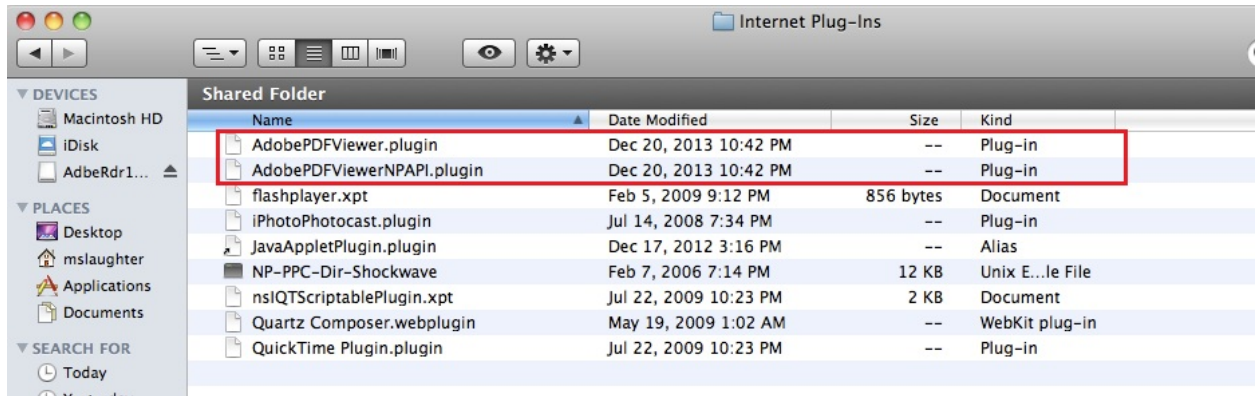 Internet Plug-Ins
DEVICES
Macintosh HD
iDisk
AdbeRdr1...
PLACES
Desktop
mslaughter
Applications
Documents
SEARCH FOR
Today
Shared Folder
Name Date Modified Size Kind
AdobePDFViewer.plugin Dec 20, 2013 10:42 PM -- Plug-in
AdobePDFViewerNPAPI.plugin Dec 20, 2013 10:42 PM -- Plug-in
flashplayer.xpt Feb 5, 2009 9:12 PM 856 bytes Document
iPhotoPhotocast.plugin Jul 14, 2008 7:34 PM -- Plug-in
JavaAppletPlugin.plugin Dec 17, 2012 3:16 PM -- Alias
NP-PPC-Dir-Shockwave Feb 7, 2006 7:14 PM 12 KB Unix E...le File
nsIQTScriptablePlugin.xpt Jul 22, 2009 10:23 PM 2 KB Document
Quartz Composer.webplugin May 19, 2009 1:02 AM -- WebKit plug-in
QuickTime Plugin.plugin Jul 22, 2009 10:23 PM -- Plug-in